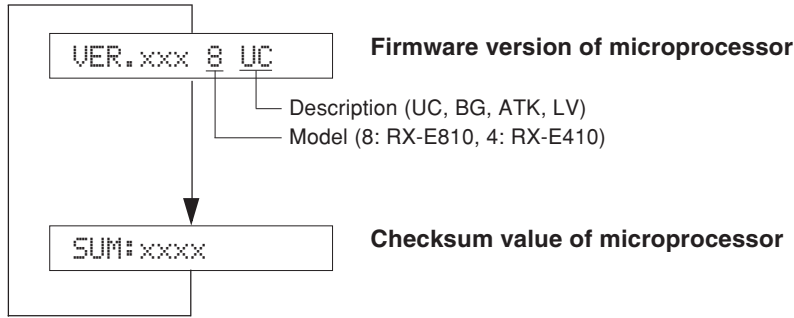 VER.xxx 8 UC
Firmware version of microprocessor
Description (UC, BG, ATK, LV)
Model (8: RX-E810, 4: RX-E410)
SUM:xxxx
Checksum value of microprocessor